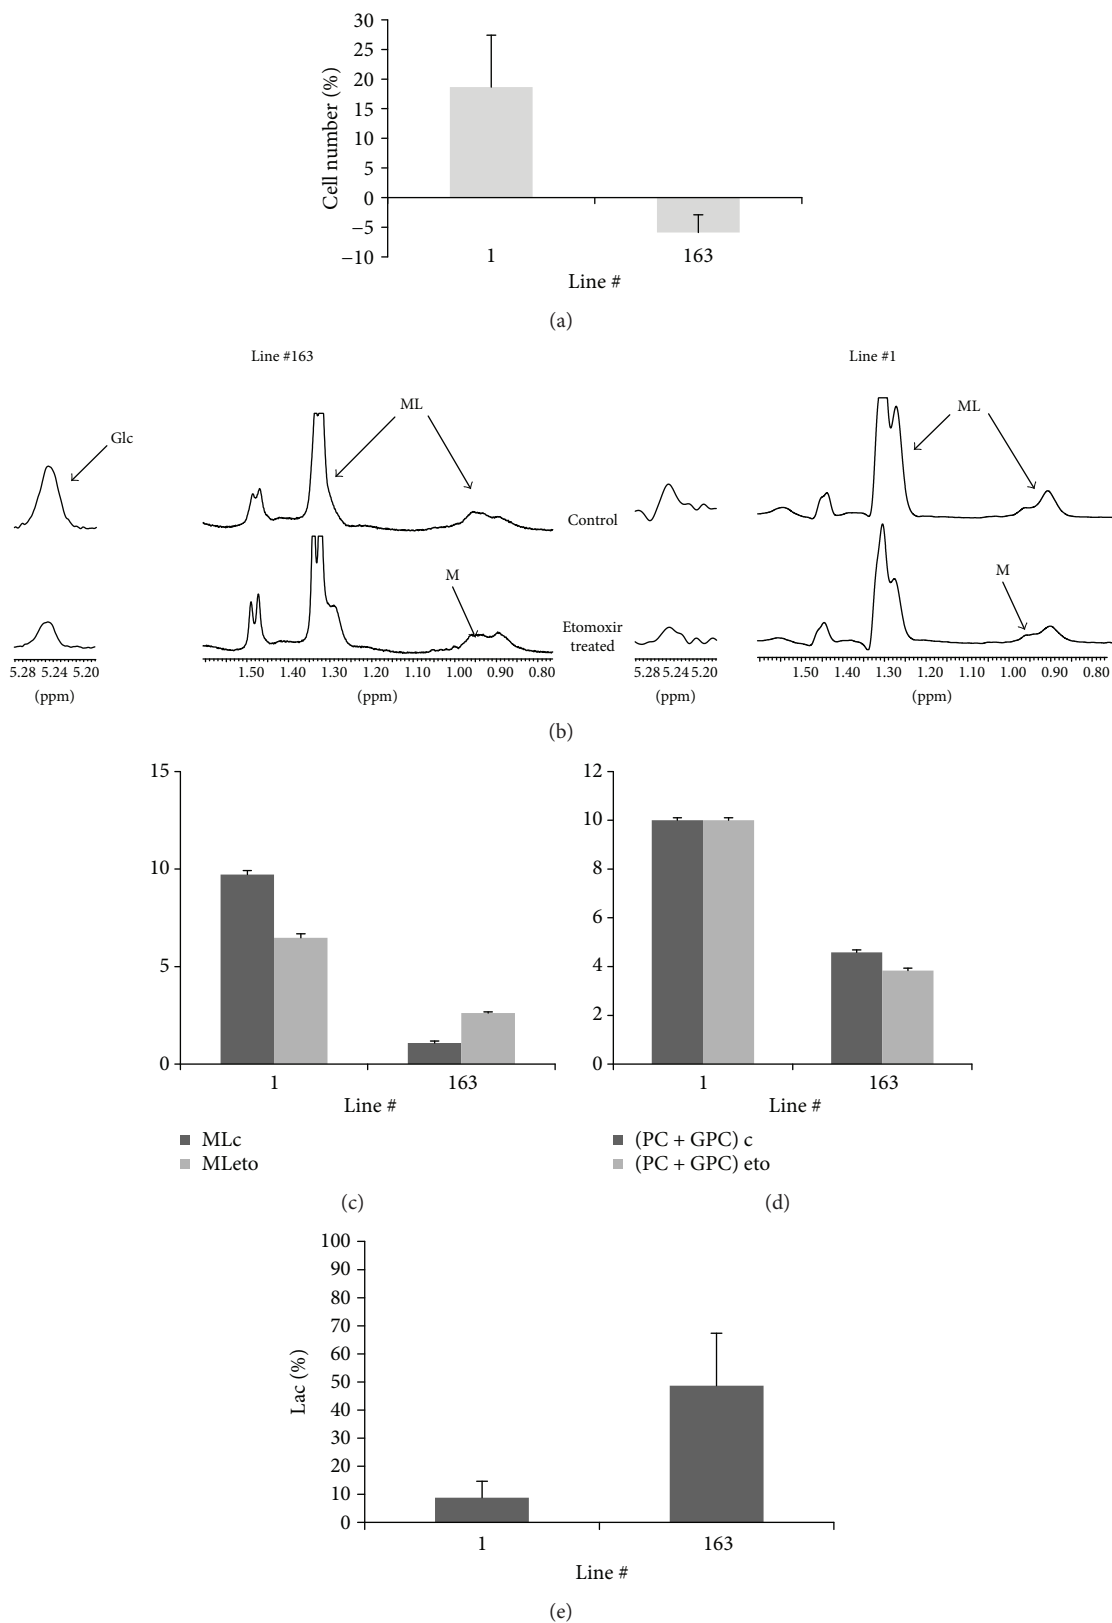 30
25
20
15
10
5
0
−5
−10
Cell number (%)
1 163
Line #
(a)
Line #163 Line #1
Glc ML ML
Control
M M
Etomoxir
treated
5.28 5.24 5.20 1.50 1.40 1.30 1.20 1.10 1.00 0.90 0.80 5.28 5.24 5.20 1.50 1.40 1.30 1.20 1.10 1.00 0.90 0.80
(ppm) (ppm) (ppm) (ppm)
(b)
15
10
5
0
1 163
Line #
MLc
MLeto
(c)
12
10
8
6
4
2
0
1 163
Line #
(PC + GPC) c
(PC + GPC) eto
(d)
100
90
80
70
60
50
40
30
20
10
0
Lac (%)
1 163
Line #
(e)